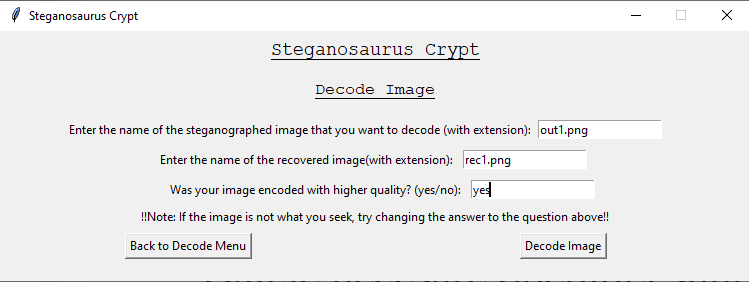 Steganosaurus Crypt
Steganosaurus Crypt
Decode Image
Enter the name of the steganographed image that you want to decode (with extension): out1.png
Enter the name of the recovered image(with extension): rec1.png
Was your image encoded with higher quality? (yes/no): yes
!!Note: If the image is not what you seek, try changing the answer to the question above!!
Back to Decode Menu Decode Image